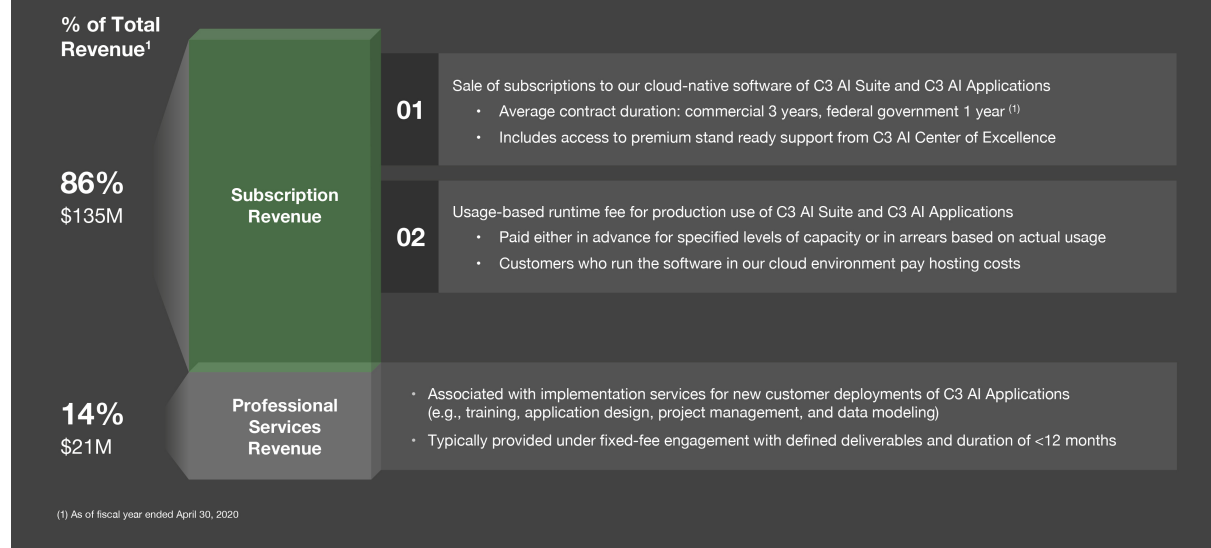 % of Total
Revenue¹
86%
$135M
Subscription
Revenue
01
Sale of subscriptions to our cloud-native software of C3 AI Suite and C3 AI Applications
• Average contract duration: commercial 3 years, federal government 1 year (1)
• Includes access to premium stand ready support from C3 AI Center of Excellence
02
Usage-based runtime fee for production use of C3 AI Suite and C3 AI Applications
• Paid either in advance for specified levels of capacity or in arrears based on actual usage
• Customers who run the software in our cloud environment pay hosting costs
14%
$21M
Professional
Services
Revenue
• Associated with implementation services for new customer deployments of C3 AI Applications
(e.g., training, application design, project management, and data modeling)
• Typically provided under fixed-fee engagement with defined deliverables and duration of <12 months
(1) As of fiscal year ended April 30, 2020